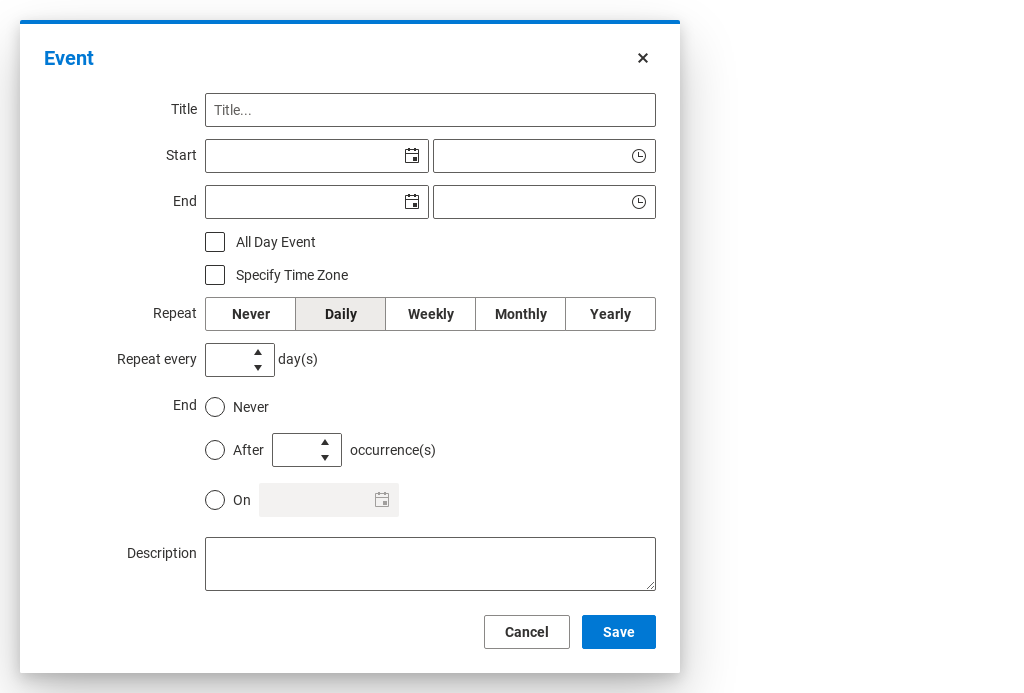 Event
Title Title...
Start
End
All Day Event
Specify Time Zone
Repeat Never Daily Weekly Monthly Yearly
Repeat every day(s)
End Never
After occurrence(s)
On
Description
Cancel Save